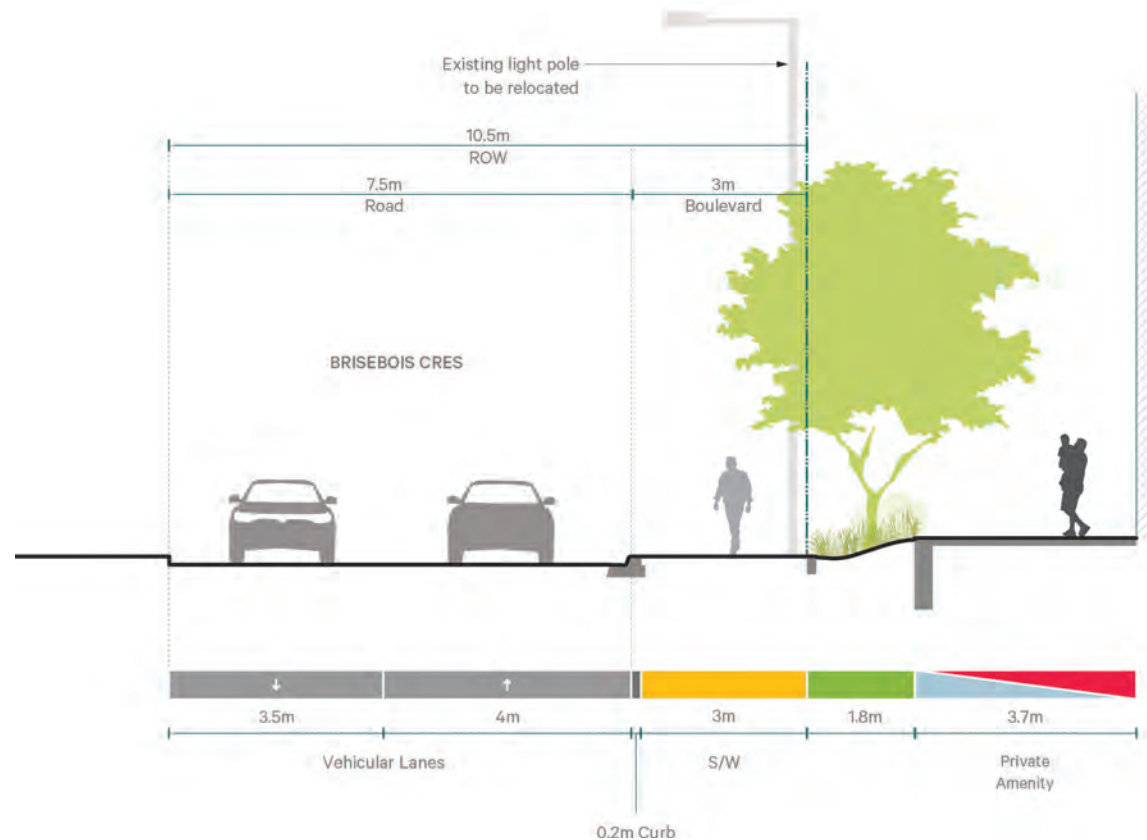 Existing light pole
to be relocated
10.5m
ROW
7.5m
Road
3m
Boulevard
BRISEBOIS CRES
3.5m
4m
3m
1.8m
3.7m
Vehicular Lanes
S/W
Private
Amenity
0.2m Curb